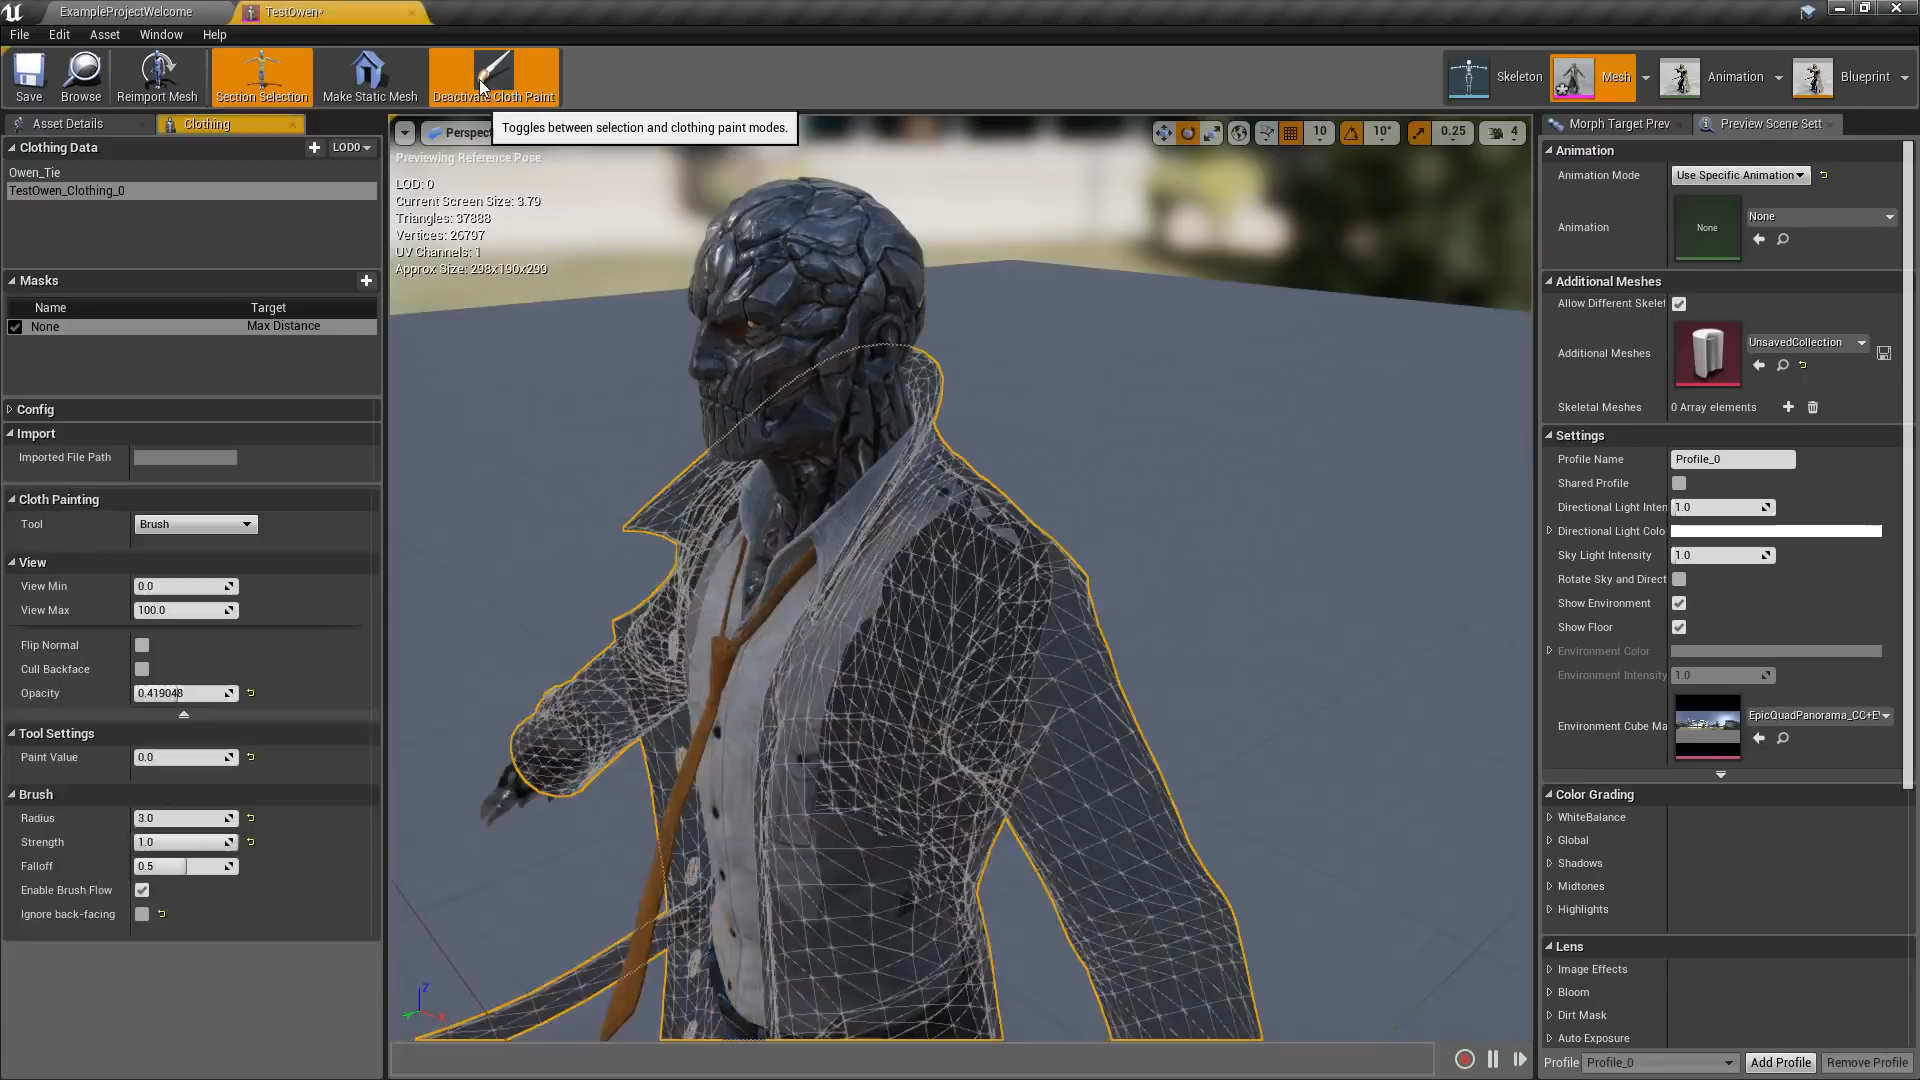 ExampleProjectWelcome
TestOwen*
File
Edit
Asset
Window
Help
Save
Browse
Reimport Mesh
Section Selection
Make Static Mesh
Deactivate Cloth Paint
Skeleton
Mesh
Animation
Blueprint
Toggles between selection and clothing paint modes.
Asset Details
Clothing
Clothing Data
LOD0
Owen_Tie
TestOwen_Clothing_0
Masks
Name
Target
None
Max Distance
Config
Import
Imported File Path
Cloth Painting
Tool
Brush
View
View Min
0.0
View Max
100.0
Flip Normal
Cull Backface
Opacity
0.419048
Tool Settings
Paint Value
0.0
Brush
Radius
3.0
Strength
1.0
Falloff
0.5
Enable Brush Flow
Ignore back-facing
Perspect
10
10°
0.25
4
Previewing Reference Pose
LOD: 0
Current Screen Size: 3.79
Triangles: 37888
Vertices: 26797
UV Channels: 1
Approx Size: 298x190x299
Z
X
Morph Target Prev
Preview Scene Sett
Animation
Animation Mode
Use Specific Animation
Animation
None
None
Additional Meshes
Allow Different Skelet
Additional Meshes
UnsavedCollection
Skeletal Meshes
0 Array elements
Settings
Profile Name
Profile_0
Shared Profile
Directional Light Inten
1.0
Directional Light Colo
Sky Light Intensity
1.0
Rotate Sky and Direct
Show Environment
Show Floor
Environment Color
Environment Intensity
1.0
Environment Cube Ma
EpicQuadPanorama_CC+E
Color Grading
WhiteBalance
Global
Shadows
Midtones
Highlights
Lens
Image Effects
Bloom
Dirt Mask
Auto Exposure
Profile
Profile_0
Add Profile
Remove Profile